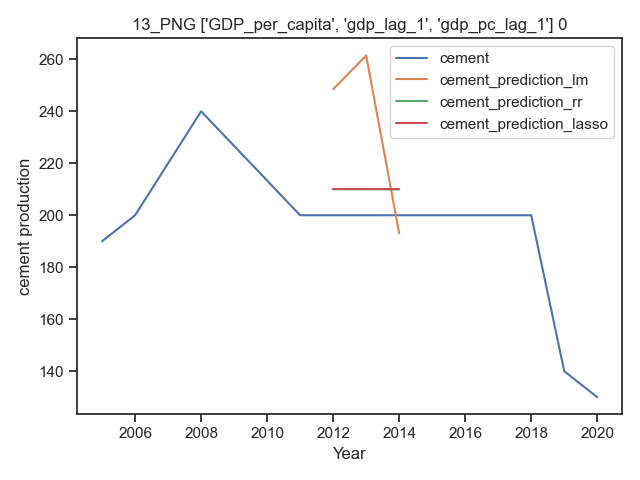 13_PNG ['GDP_per_capita', 'gdp_lag_1', 'gdp_pc_lag_1'] 0
cement
cement_prediction_lm
cement_prediction_rr
cement_prediction_lasso
260
240
220
200
180
160
140
cement production
2006 2008 2010 2012 2014 2016 2018 2020
Year